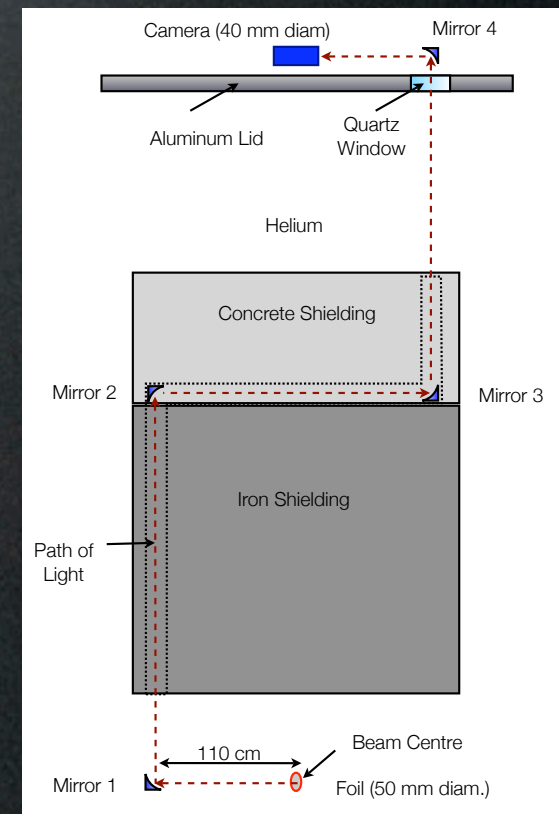 Camera (40 mm diam)
Mirror 4
Aluminum Lid
Quartz
Window
Helium
Concrete Shielding
Mirror 2
Mirror 3
Iron Shielding
Path of
Light
110 cm
Beam Centre
Mirror 1
Foil (50 mm diam.)